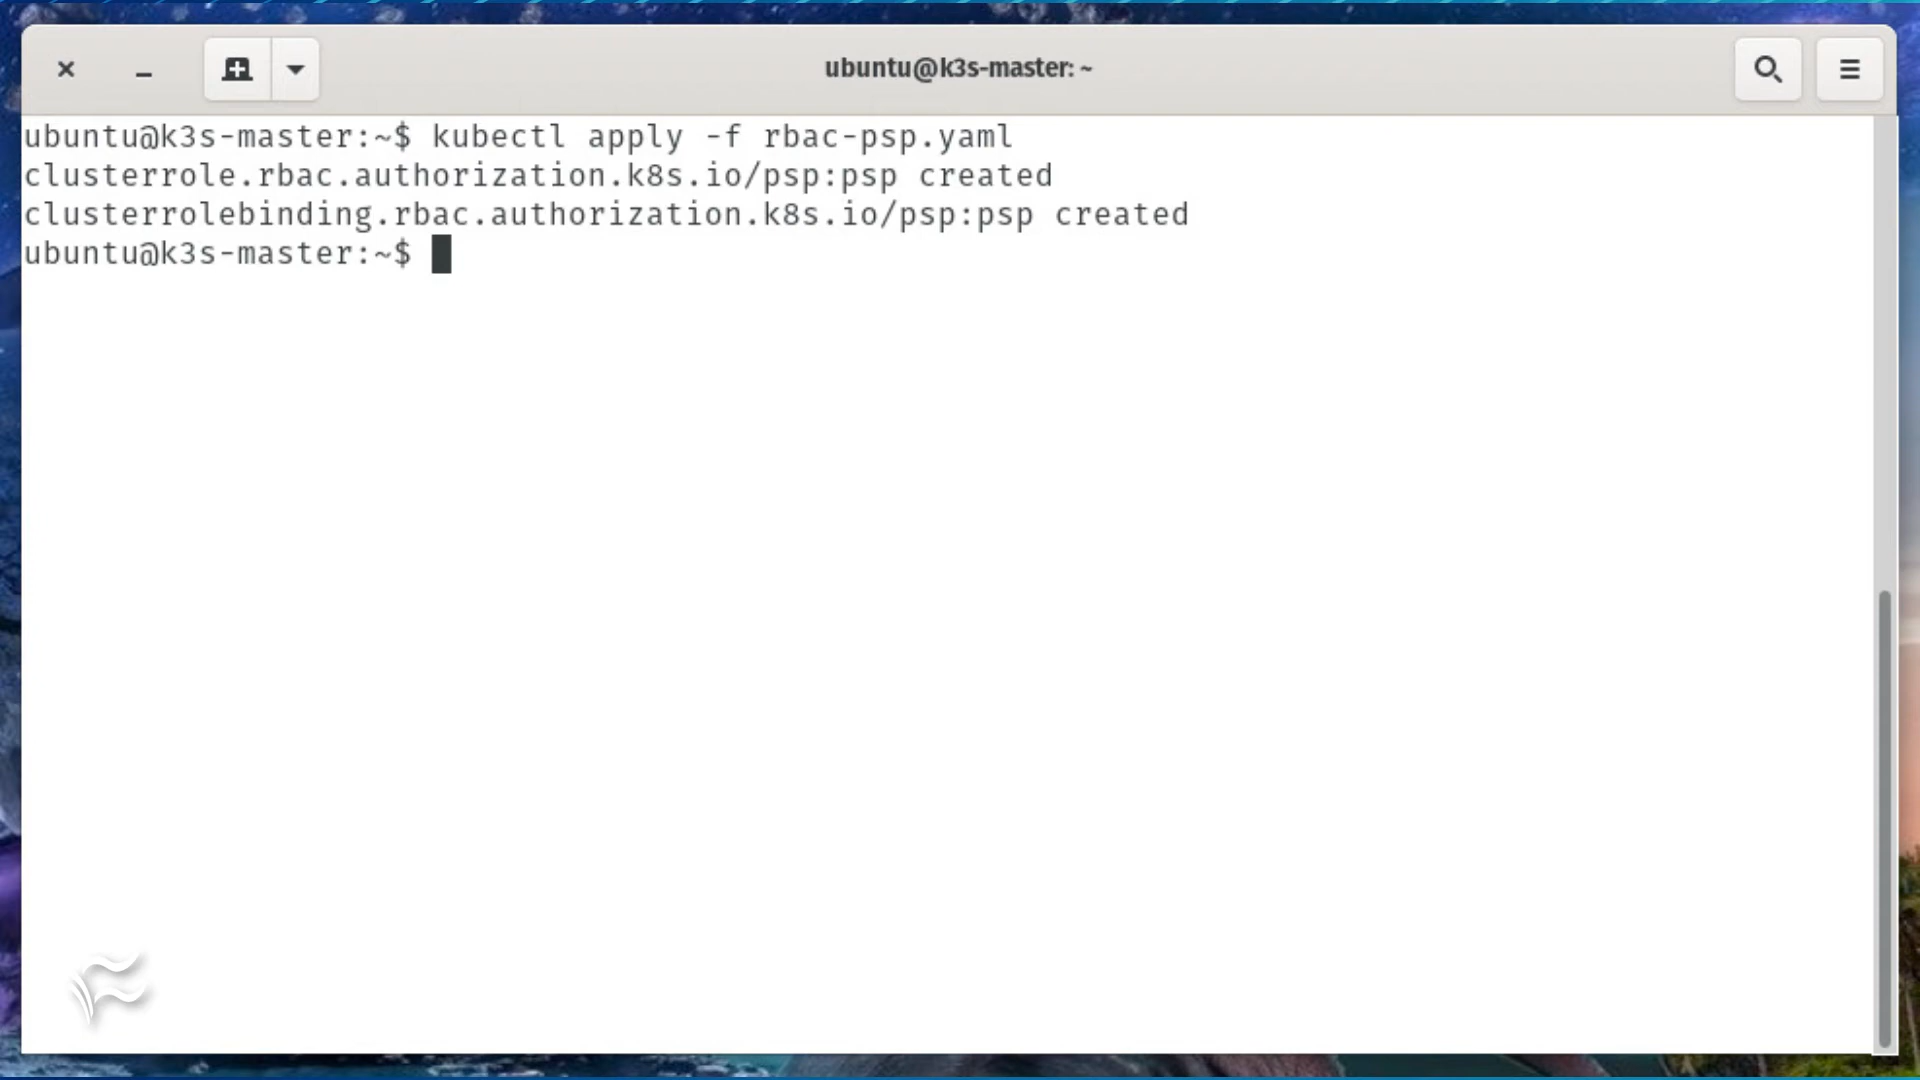 ubuntu@k3s-master: ~
ubuntu@k3s-master:~$ kubectl apply -f rbac-psp.yaml
clusterrole.rbac.authorization.k8s.io/psp:psp created
clusterrolebinding.rbac.authorization.k8s.io/psp:psp created
ubuntu@k3s-master:~$